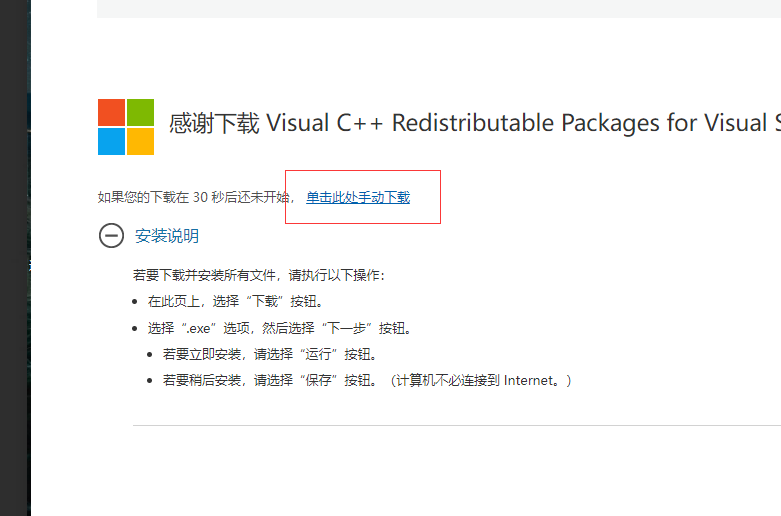 感谢下载 Visual C++ Redistributable Packages for Visual
如果您的下载在 30 秒后还未开始， 单击此处手动下载
安装说明
若要下载并安装所有文件，请执行以下操作：
在此页上，选择“下载”按钮。
选择“.exe”选项，然后选择“下一步”按钮。
若要立即安装，请选择“运行”按钮。
若要稍后安装，请选择“保存”按钮。（计算机不必连接到 Internet。）